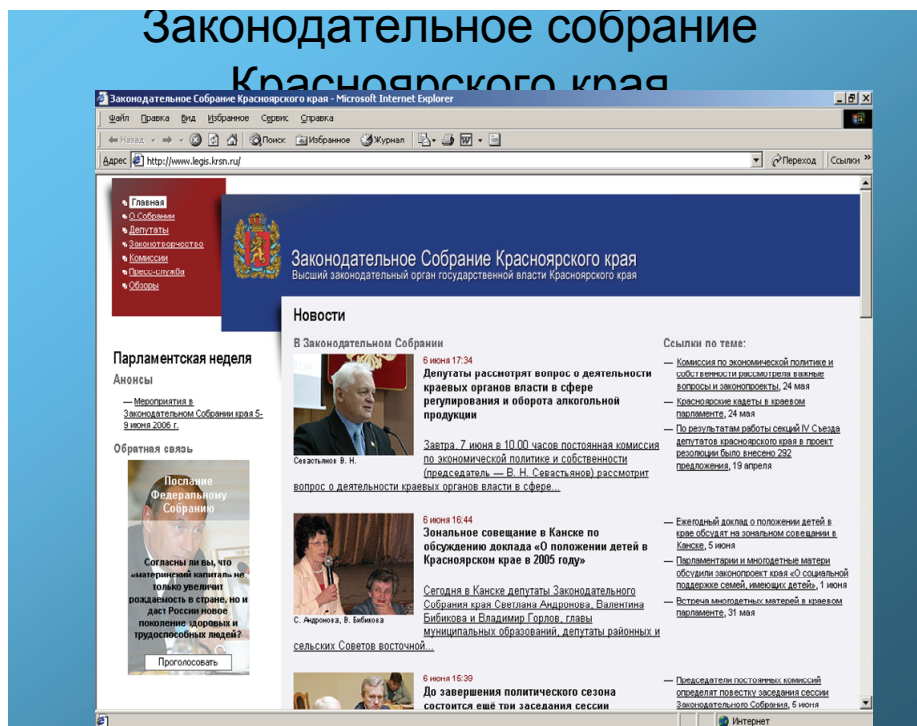 Законодательное собрание
Красноярского края
Законодательное Собрание Красноярского края - Microsoft Internet Explorer
Файл Правка Вид Избранное Сервис Справка
Назад Поиск Избранное Журнал
Адрес http://www.legis.krsn.ru/ Переход Ссылки »
Главная
О Собрании
Депутаты
Законотворчество
Комиссии
Пресс-служба
Обзоры
Законодательное Собрание Красноярского края
Высший законодательный орган государственной власти Красноярского края
Парламентская неделя
Анонсы
— Мероприятия в
Законодательном Собрании края 5-
9 июня 2006 г.
Обратная связь
Послание
Федеральному
Собранию
Согласны ли вы, что
«материнский капитал» не
только увеличит
рождаемость в стране, но и
даст России новое
поколение здоровых и
трудоспособных людей?
Проголосовать
Новости
В Законодательном Собрании
6 июня 17:34
Депутаты рассмотрят вопрос о деятельности
краевых органов власти в сфере
регулирования и оборота алкогольной
продукции
Завтра, 7 июня в 10.00 часов постоянная комиссия
по экономической политике и собственности
(председатель — В. Н. Севастьянов) рассмотрит
вопрос о деятельности краевых органов власти в сфере...
Севастьянов В. Н.
6 июня 16:44
Зональное совещание в Канске по
обсуждению доклада «О положении детей в
Красноярском крае в 2005 году»
Сегодня в Канске депутаты Законодательного
Собрания края Светлана Андронова, Валентина
Бибикова и Владимир Горлов, главы
муниципальных образований, депутаты районных и
сельских Советов восточной...
С. Андронова, В. Бибикова
6 июня 15:39
До завершения политического сезона
состоится ещё три заседания сессии
Ссылки по теме:
— Комиссия по экономической политике и
собственности рассмотрела важные
вопросы и законопроекты, 24 мая
— Красноярские кадеты в краевом
парламенте, 24 мая
— По результатам работы секций IV Съезда
депутатов красноярского края в проект
резолюции было внесено 292
предложения, 19 апреля
— Ежегодный доклад о положении детей в
крае обсудят на зональном совещании в
Канске, 5 июня
— Парламентарии и многодетные матери
обсудили законопроект края «О социальной
поддержке семей, имеющих детей», 1 июня
— Встреча многодетных матерей в краевом
парламенте, 31 мая
— Председатели постоянных комиссий
определят повестку заседания сессии
Законодательного Собрания, 5 июня
Интернет